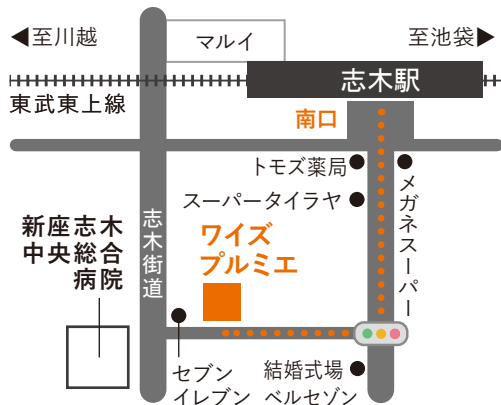 ◀至川越
マルイ
至池袋▶
志木駅
東武東上線
南口
トモズ薬局
メガネスーパー
スーパータイラヤ
新座志木
中央総合
病院
志木街道
ワイズ
プルミエ
セブン
イレブン
結婚式場
ベルセゾン